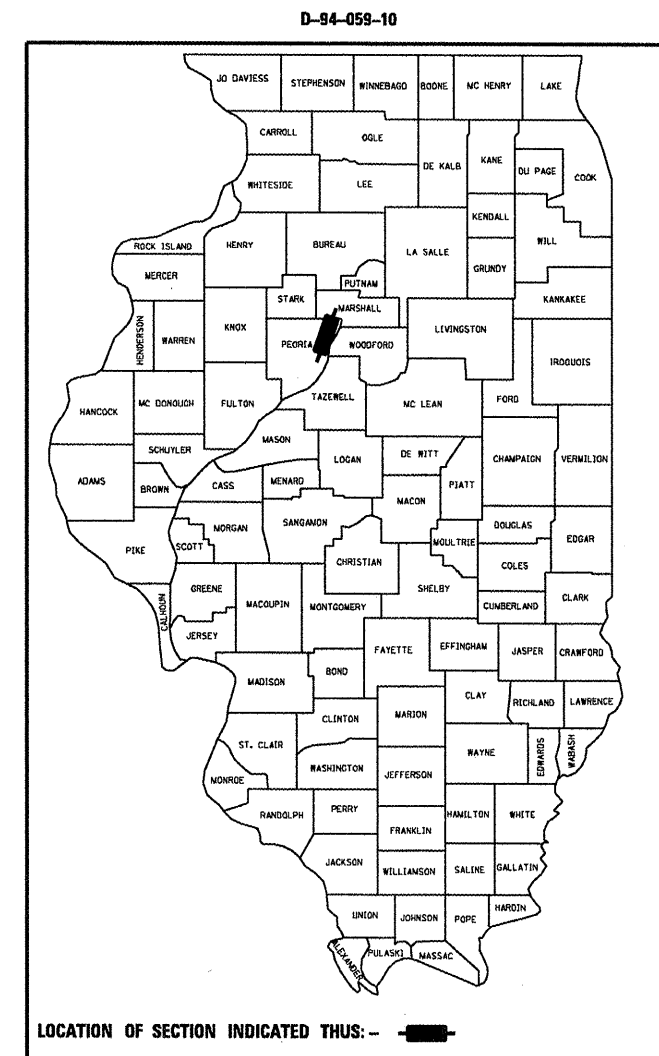 D-94-059-10
JO DAVIESS STEPHENSON WINNEBAGO BOONE MC HENRY LAKE
CARROLL OGLE
DE KALB KANE DU PAGE COOK
WHITESIDE LEE
KENDALL
ROCK ISLAND HENRY BUREAU LA SALLE GRUNDY WILL
MERCER
PUTNAM
STARK MARSHALL KANKAKEE
HENDERSON WARREN KNOX PEORIA WOODFORD LIVINGSTON IROQUOIS
HANCOCK MC DONOUGH FULTON TAZEWELL MC LEAN FORD
MASON
SCHUYLER LOGAN DE WITT CHAMPAIGN VERMILION
ADAMS BROWN CASS MENARD PIATT
MACON
PIKE SCOTT MORGAN SANGAMON DOUGLAS EDGAR
CHRISTIAN MOULTRIE COLES
CALHOUN GREENE MACOUPIN MONTGOMERY SHELBY CUMBERLAND CLARK
JERSEY
FAYETTE EFFINGHAM JASPER CRAWFORD
MADISON BOND
CLAY RICHLAND LAWRENCE
CLINTON MARION
ST. CLAIR WAYNE EDWARDS WABASH
WASHINGTON JEFFERSON
MONROE
RANDOLPH PERRY HAMILTON WHITE
FRANKLIN
JACKSON WILLIAMSON SALINE GALLATIN
UNION JOHNSON POPE HARDIN
ALEXANDER PULASKI MASSAC
LOCATION OF SECTION INDICATED THUS: -